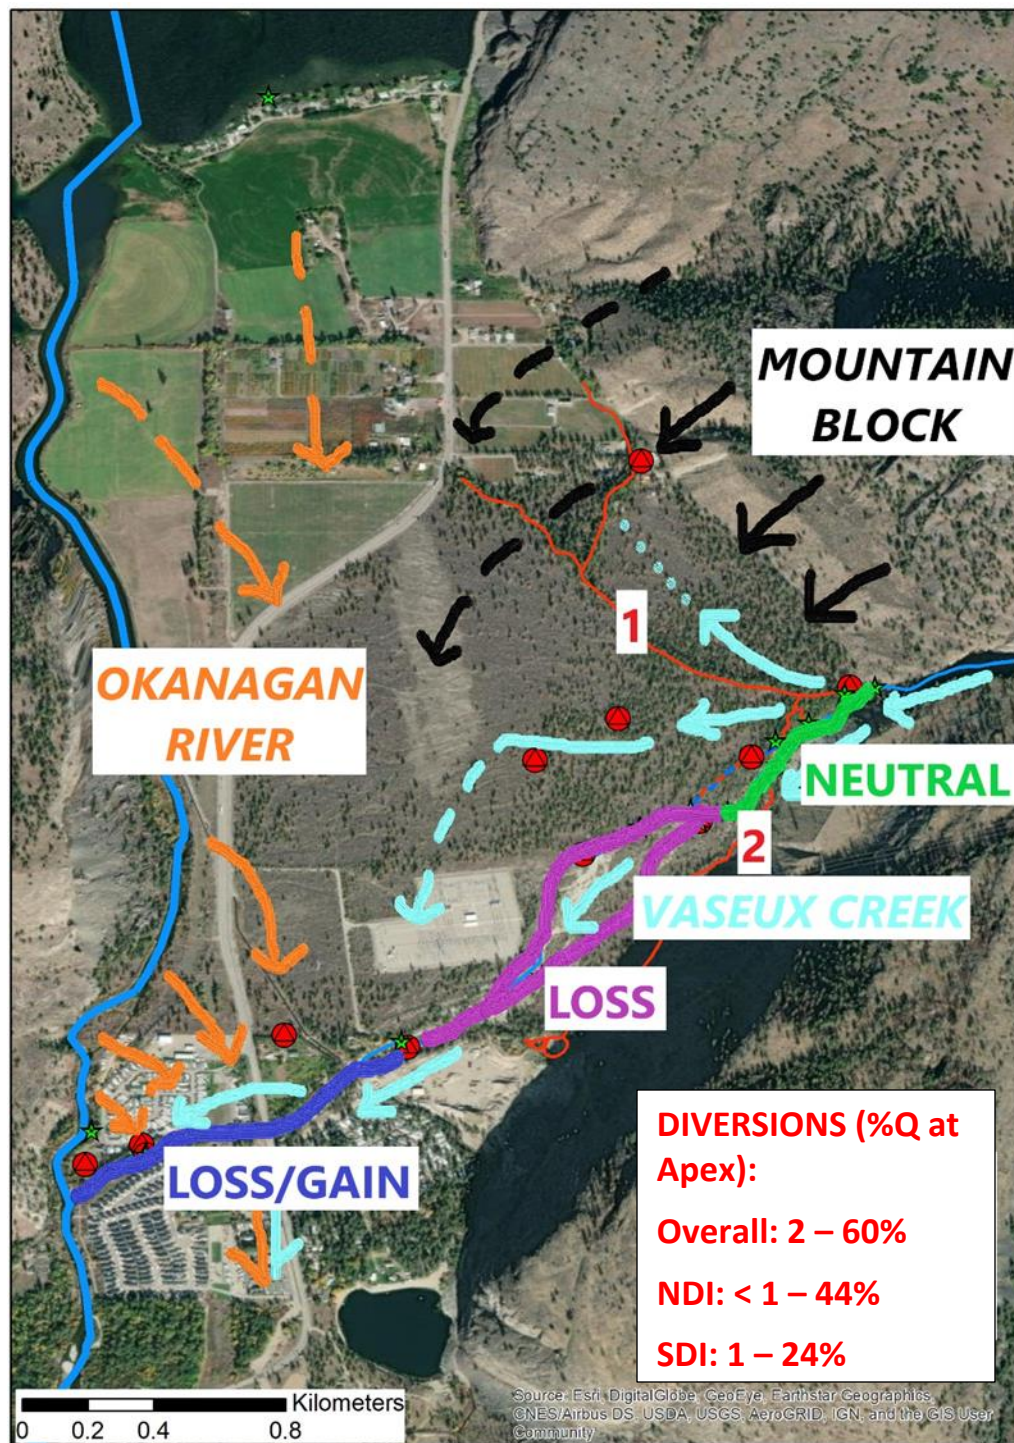 MOUNTAIN
BLOCK
1
OKANAGAN
RIVER
NEUTRAL
2
VASEUX CREEK
LOSS
LOSS/GAIN
DIVERSIONS (%Q at
Apex):
Overall: 2 – 60%
NDI: < 1 – 44%
SDI: 1 – 24%
Kilometers
0 0.2 0.4 0.8
Source: Esri, DigitalGlobe, GeoEye, Earthstar Geographics,
CNES/Airbus DS, USDA, USGS, AeroGRID, IGN, and the GIS User
Community